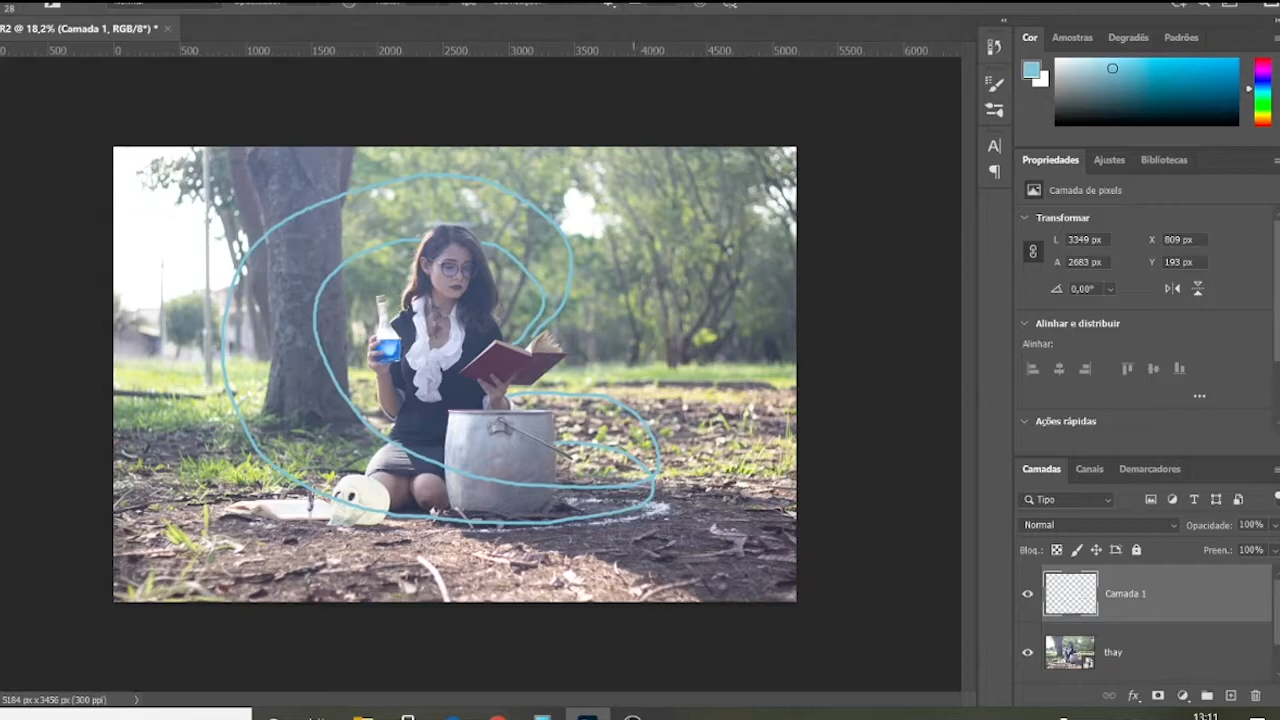 28
R2 @ 18,2% (Camada 1, RGB/8*) * ×
0 500 1000 1500 2000 2500 3000 3500 4000 4500 5000 5500 6000
Cor Amostras Degradês Padrões
Propriedades Ajustes Bibliotecas
Camada de pixels
Transformar
L 3349 px X 809 px
A 2683 px Y 193 px
0,00°
Alinhar e distribuir
Alinhar:
Ações rápidas
Camadas Canais Demarcadores
Tipo
Normal Opacidade: 100%
Bloq.: Preen.: 100%
Camada 1
thay
5184 px x 3456 px (300 ppi)
13:11